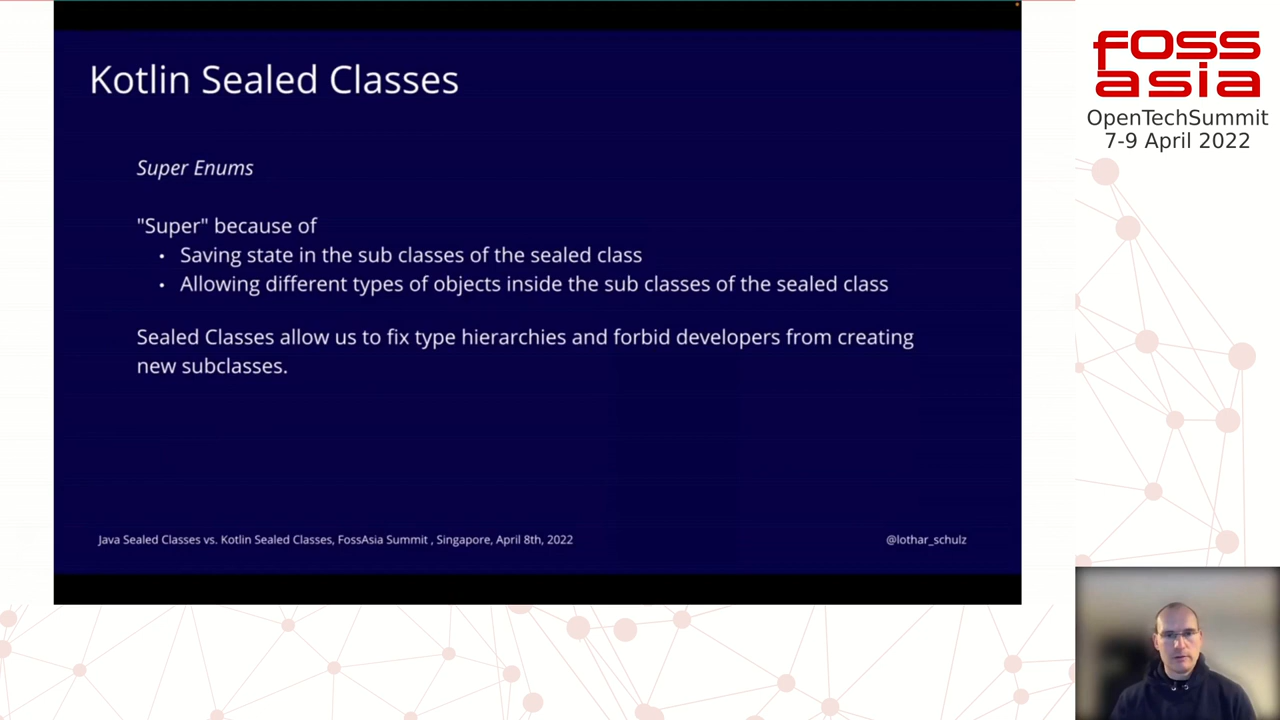 Kotlin Sealed Classes
Super Enums
"Super" because of
• Saving state in the sub classes of the sealed class
• Allowing different types of objects inside the sub classes of the sealed class
Sealed Classes allow us to fix type hierarchies and forbid developers from creating
new subclasses.
Java Sealed Classes vs. Kotlin Sealed Classes, FossAsia Summit , Singapore, April 8th, 2022
@lothar_schulz
foss
asia
OpenTechSummit
7-9 April 2022